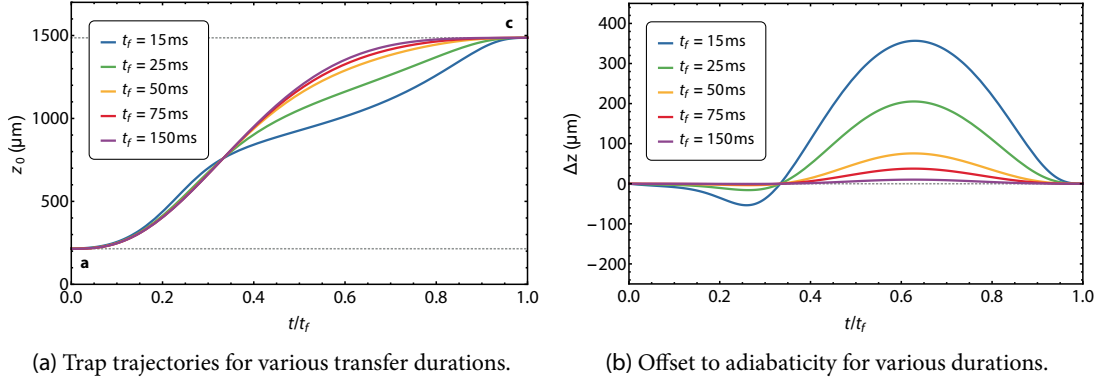 c
1500
1000
500
0
z₀ (μm)
t_f = 15ms
t_f = 25ms
t_f = 50ms
t_f = 75ms
t_f = 150ms
a
0.0 0.2 0.4 0.6 0.8 1.0
t/t_f
(a) Trap trajectories for various transfer durations.
400
300
200
100
0
−100
−200
Δz (μm)
t_f = 15ms
t_f = 25ms
t_f = 50ms
t_f = 75ms
t_f = 150ms
0.0 0.2 0.4 0.6 0.8 1.0
t/t_f
(b) Offset to adiabaticity for various durations.